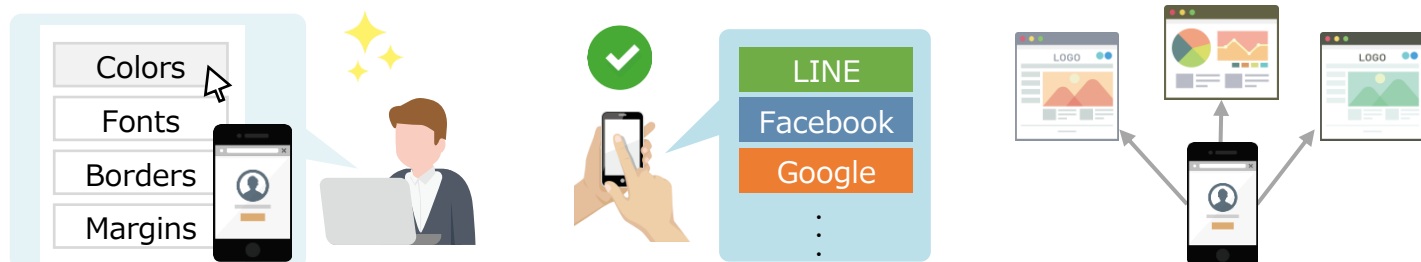 Colors
Fonts
Borders
Margins
LINE
Facebook
Google
LOGO
LOGO